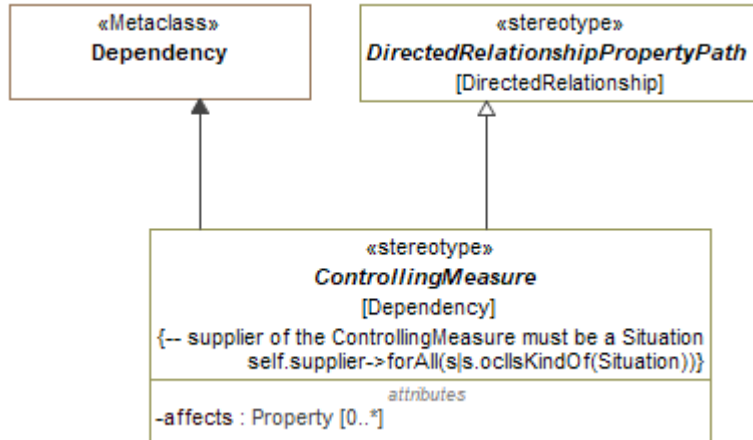 «Metaclass»
Dependency
«stereotype»
DirectedRelationshipPropertyPath
[DirectedRelationship]
«stereotype»
ControllingMeasure
[Dependency]
{-- supplier of the ControllingMeasure must be a Situation
self.supplier->forAll(s|s.oclIsKindOf(Situation))}
attributes
-affects : Property [0..*]